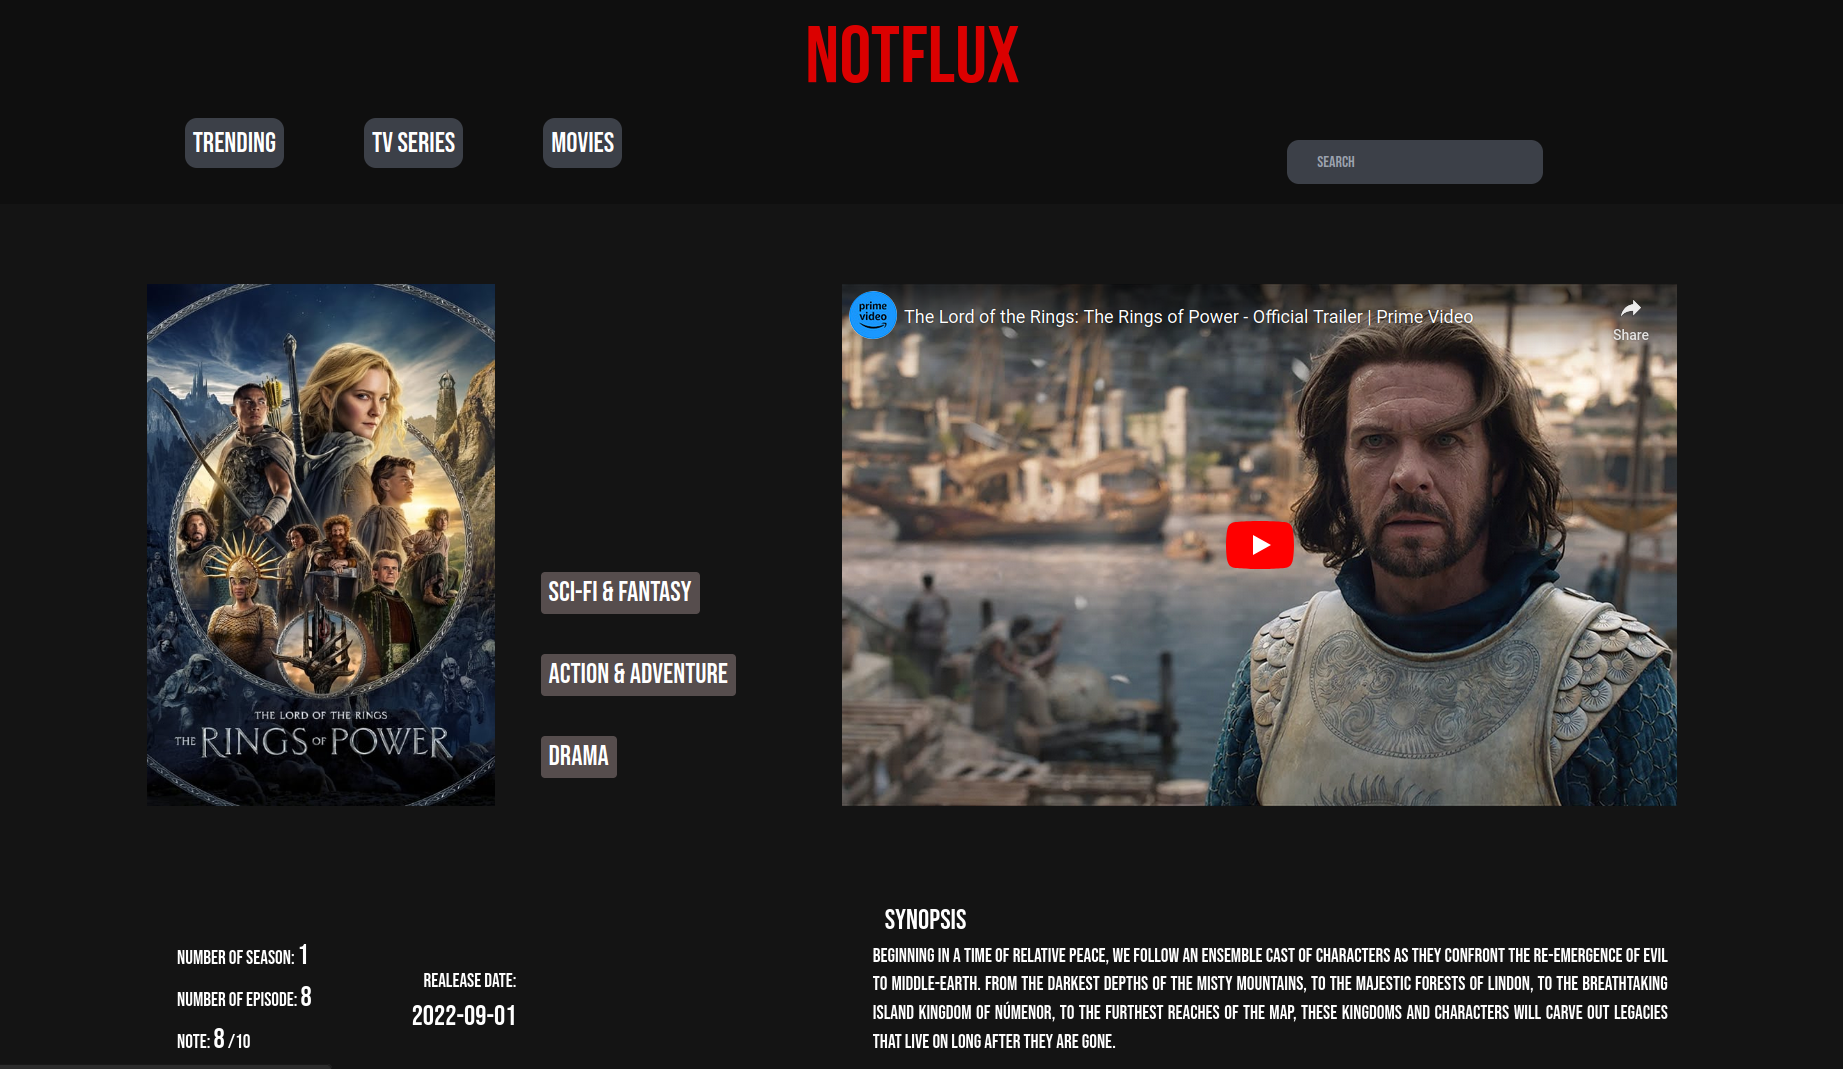 NOTFLUX
TRENDING
TV SERIES
MOVIES
SEARCH
prime
video
The Lord of the Rings: The Rings of Power - Official Trailer | Prime Video
Share
SCI-FI & FANTASY
ACTION & ADVENTURE
DRAMA
THE LORD OF THE RINGS
THE RINGS OF POWER
NUMBER OF SEASON: 1
NUMBER OF EPISODE: 8
NOTE: 8 /10
REALEASE DATE:
2022-09-01
SYNOPSIS
BEGINNING IN A TIME OF RELATIVE PEACE, WE FOLLOW AN ENSEMBLE CAST OF CHARACTERS AS THEY CONFRONT THE RE-EMERGENCE OF EVIL
TO MIDDLE-EARTH. FROM THE DARKEST DEPTHS OF THE MISTY MOUNTAINS, TO THE MAJESTIC FORESTS OF LINDON, TO THE BREATHTAKING
ISLAND KINGDOM OF NÚMENOR, TO THE FURTHEST REACHES OF THE MAP, THESE KINGDOMS AND CHARACTERS WILL CARVE OUT LEGACIES
THAT LIVE ON LONG AFTER THEY ARE GONE.